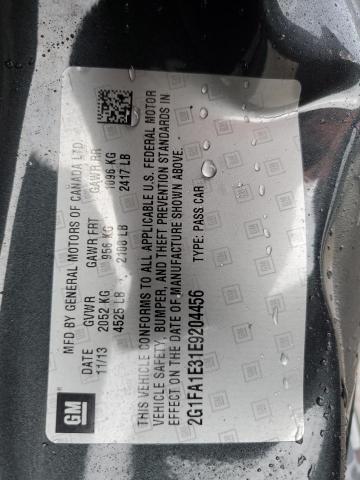 GM
MFD BY GENERAL MOTORS OF CANADA LTD.
DATE GVWR GAWR FRT GAWR RR
11/13 2052 KG 956 KG 1096 KG
4525 LB 2108 LB 2417 LB
THIS VEHICLE CONFORMS TO ALL APPLICABLE U.S. FEDERAL MOTOR
VEHICLE SAFETY, BUMPER, AND THEFT PREVENTION STANDARDS IN
EFFECT ON THE DATE OF MANUFACTURE SHOWN ABOVE.
2G1FA1E31E9204456 TYPE: PASS CAR